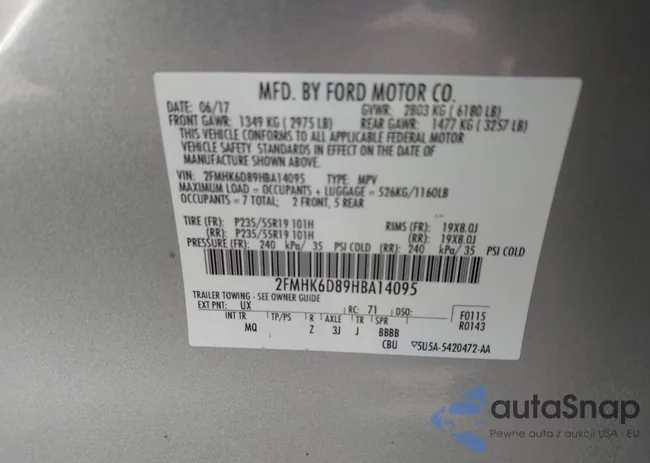 MFD. BY FORD MOTOR CO.
DATE: 06/17 GVWR: 2803 KG ( 6180 LB)
FRONT GAWR: 1349 KG ( 2975 LB) REAR GAWR: 1477 KG ( 3257 LB)
THIS VEHICLE CONFORMS TO ALL APPLICABLE FEDERAL MOTOR
VEHICLE SAFETY STANDARDS IN EFFECT ON THE DATE OF
MANUFACTURE SHOWN ABOVE.
VIN: 2FMHK6D89HBA14095 TYPE: MPV
MAXIMUM LOAD = OCCUPANTS + LUGGAGE = 526KG/1160LB
OCCUPANTS = 7 TOTAL; 2 FRONT, 5 REAR
TIRE (FR): P235/55R19 101H RIMS (FR): 19X8.0J
(RR): P235/55R19 101H (RR): 19X8.0J
PRESSURE (FR): 240 kPa/ 35 PSI COLD (RR): 240 kPa/ 35 PSI COLD
2FMHK6D89HBA14095
TRAILER TOWING - SEE OWNER GUIDE
EXT PNT: UX RC: 71 DSO: F0115
INT TR TP/PS R AXLE TR SPR R0143
MQ Z 3J J BBBB
CBU ▽5U5A-5420472-AA
autaSnap
Pewne auta z aukcji USA i EU